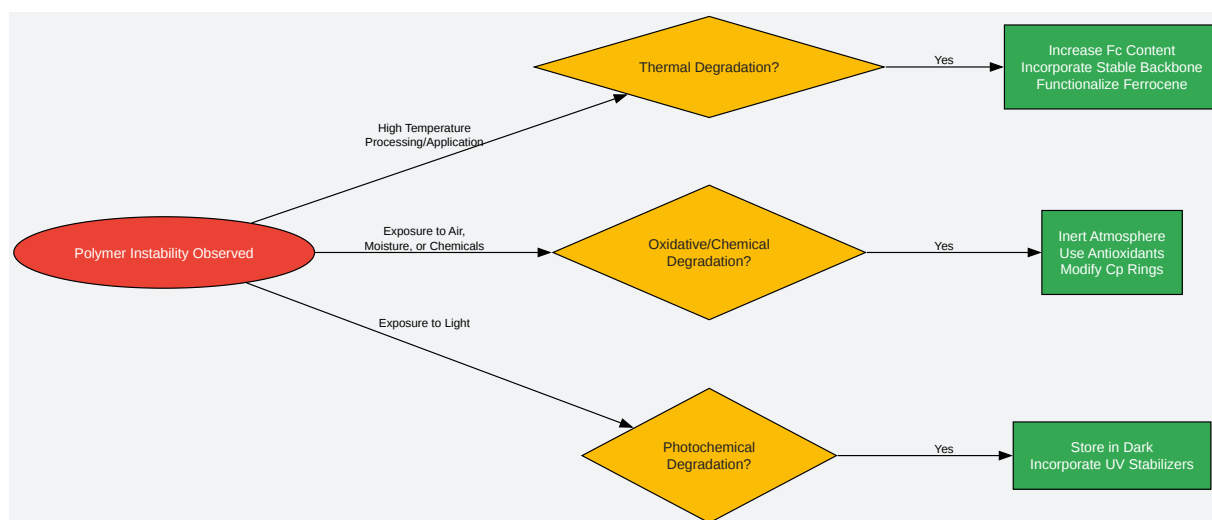 Thermal Degradation?
Yes
Increase Fc Content
Incorporate Stable Backbone
Functionalize Ferrocene
High Temperature
Processing/Application
Polymer Instability Observed
Exposure to Air,
Moisture, or Chemicals
Oxidative/Chemical
Degradation?
Yes
Inert Atmosphere
Use Antioxidants
Modify Cp Rings
Exposure to Light
Photochemical
Degradation?
Yes
Store in Dark
Incorporate UV Stabilizers